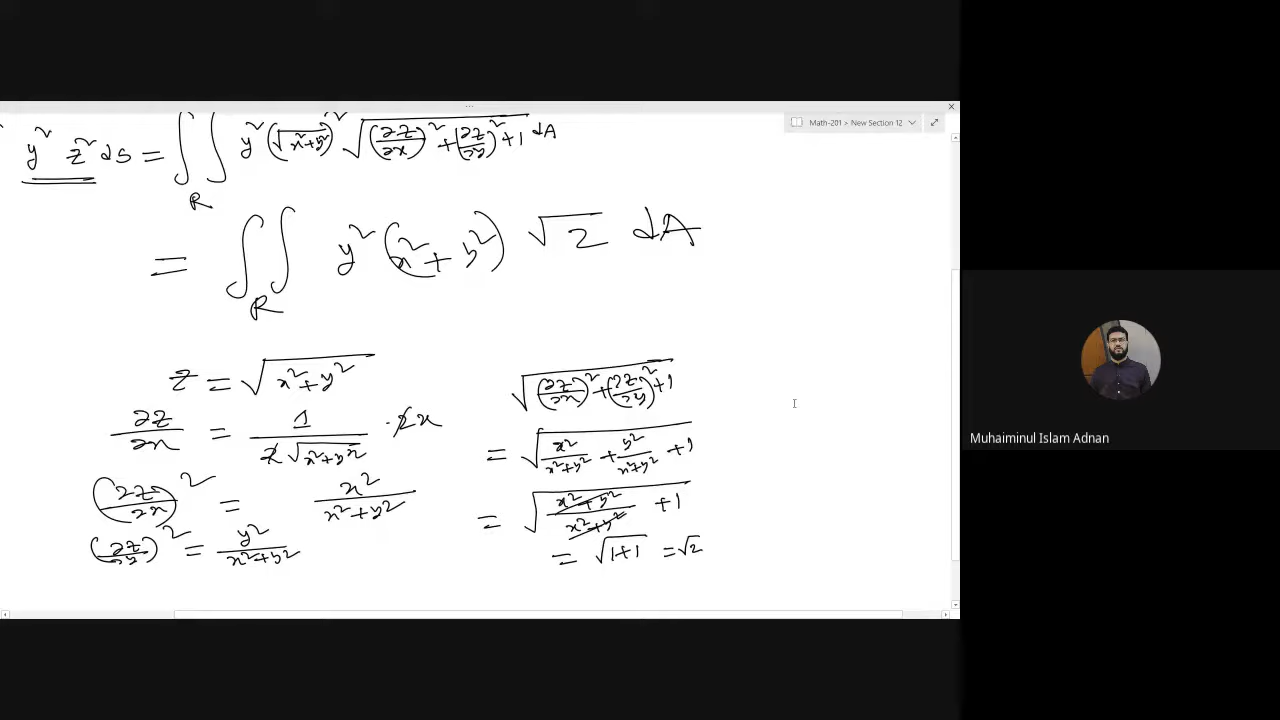 Math-201 > New Section 12
y² z² ds = ∫∫_R y² (√(x²+y²))² √((∂z/∂x)² + (∂z/∂y)² + 1) dA
= ∫∫_R y² (x² + y²) √2 dA
z = √(x²+y²)
∂z/∂x = 1/(2√(x²+y²)) · 2x
(∂z/∂x)² = x²/(x²+y²)
(∂z/∂y)² = y²/(x²+y²)
√((∂z/∂x)² + (∂z/∂y)² + 1)
= √(x²/(x²+y²) + y²/(x²+y²) + 1)
= √((x²+y²)/(x²+y²) + 1)
= √(1+1) = √2
Muhaiminul Islam Adnan